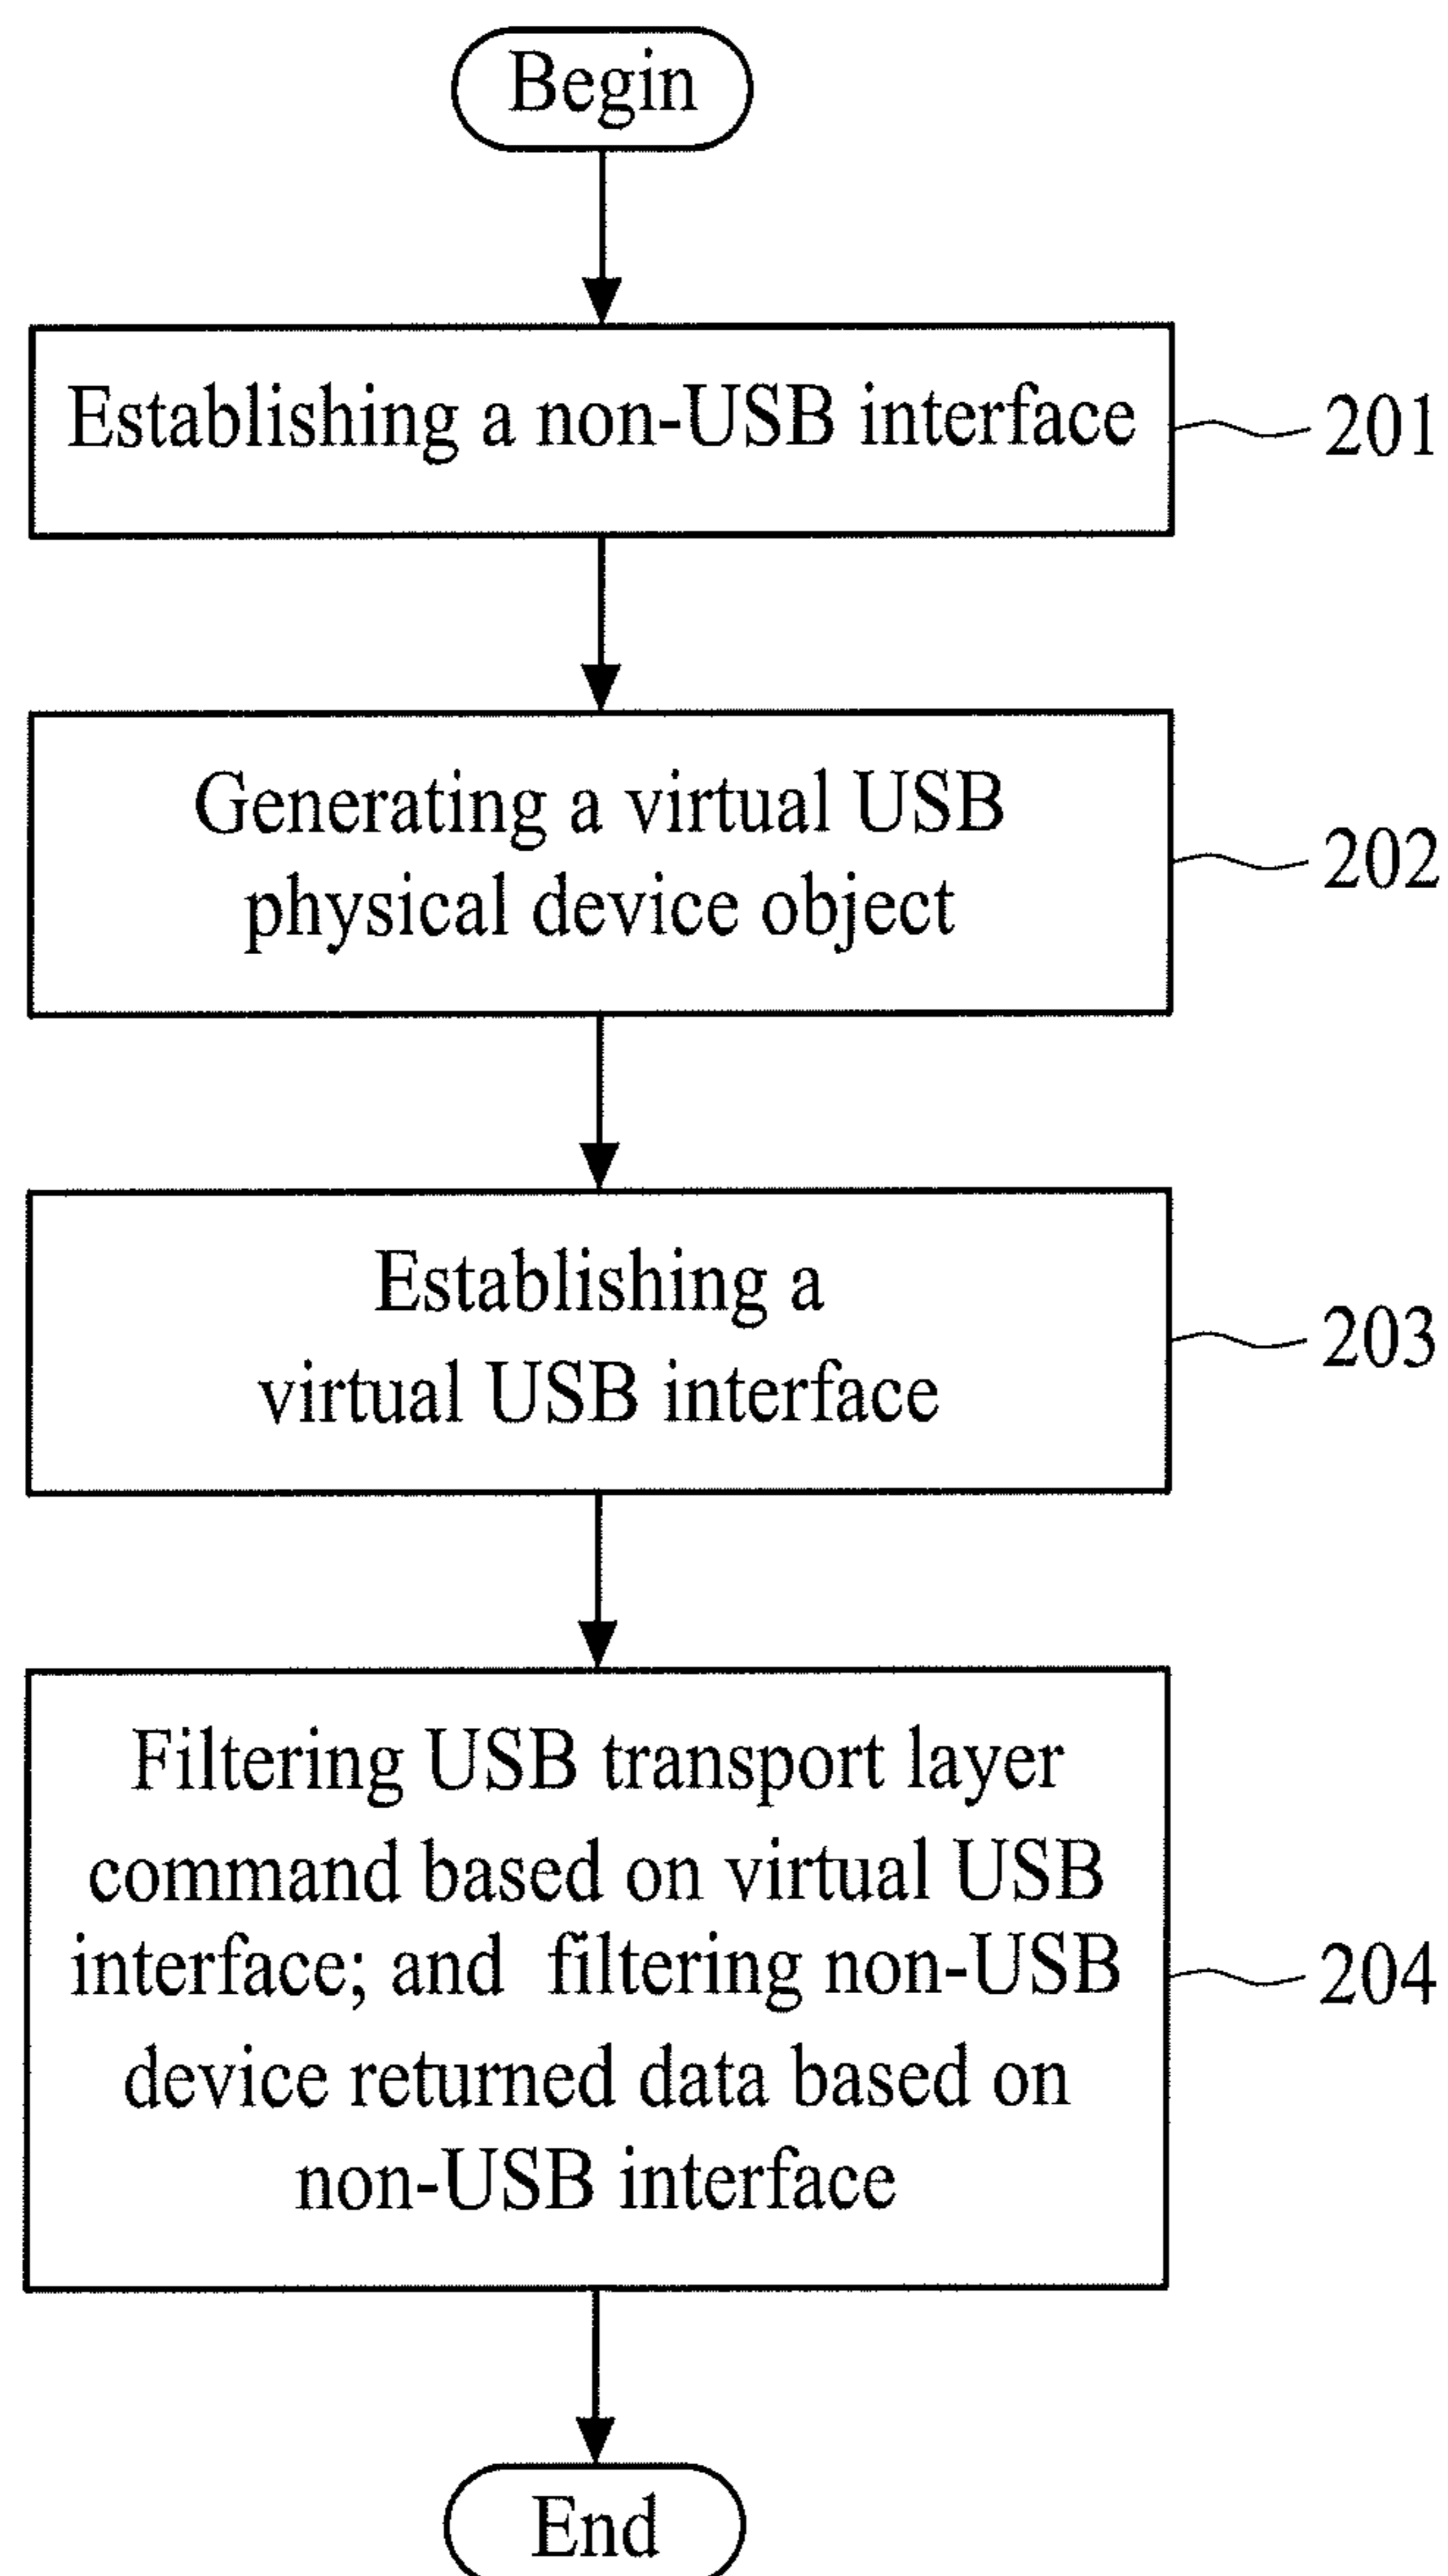 Begin
Establishing a non-USB interface
201
Generating a virtual USB
physical device object
202
Establishing a
virtual USB interface
203
Filtering USB transport layer
command based on virtual USB
interface; and filtering non-USB
device returned data based on
non-USB interface
204
End